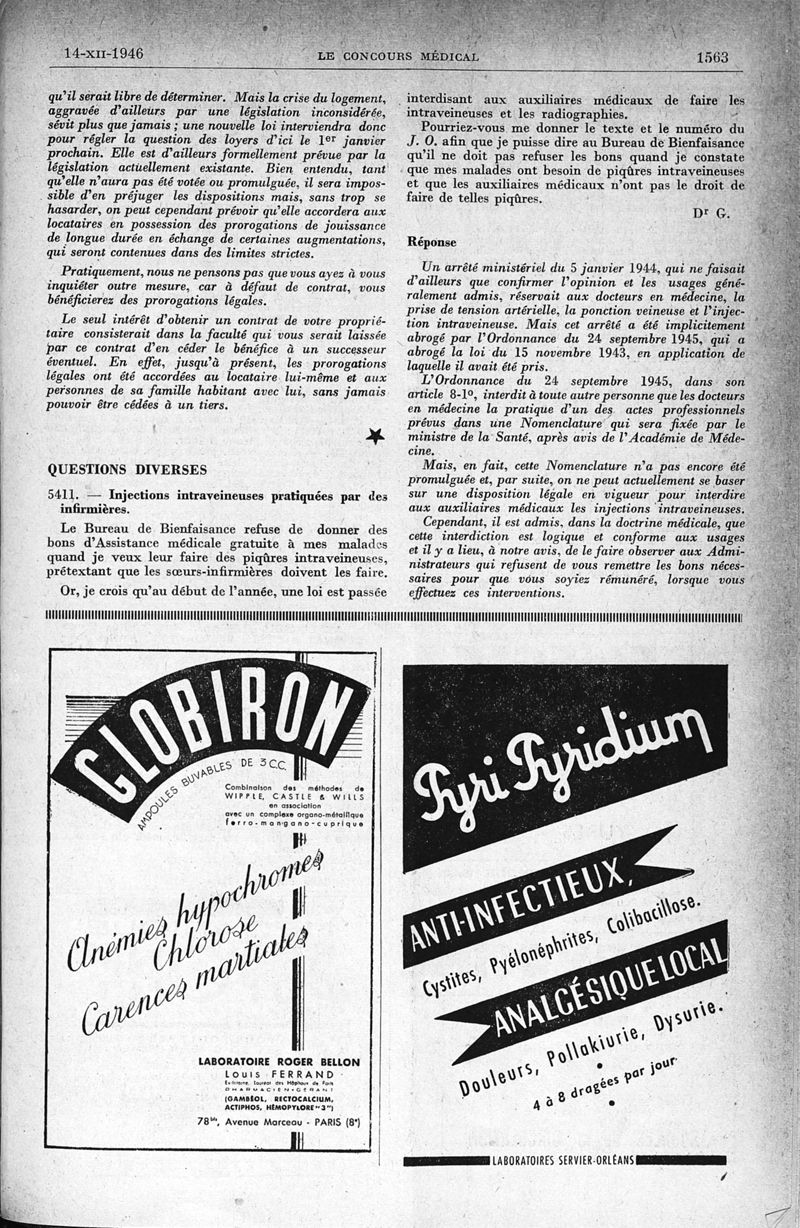 14-XII-1946
LE CONCOURS MÉDICAL
1563
qu'il serait libre de déterminer. Mais la crise du logement,
aggravée d'ailleurs par une législation inconsidérée,
sévit plus que jamais ; une nouvelle loi interviendra donc
pour régler la question des loyers d'ici le 1er janvier
prochain. Elle est d'ailleurs formellement prévue par la
législation actuellement existante. Bien entendu, tant
qu'elle n'aura pas été votée ou promulguée, il sera impos-
sible d'en préjuger les dispositions mais, sans trop se
hasarder, on peut cependant prévoir qu'elle accordera aux
locataires en possession des prorogations de jouissance
de longue durée en échange de certaines augmentations,
qui seront contenues dans des limites strictes.
Pratiquement, nous ne pensons pas que vous ayez à vous
inquiéter outre mesure, car à défaut de contrat, vous
bénéficierez des prorogations légales.
Le seul intérêt d'obtenir un contrat de votre proprié-
taire consisterait dans la faculté qui vous serait laissée
par ce contrat d'en céder le bénéfice à un successeur
éventuel. En effet, jusqu'à présent, les prorogations
légales ont été accordées au locataire lui-même et aux
personnes de sa famille habitant avec lui, sans jamais
pouvoir être cédées à un tiers.
QUESTIONS DIVERSES
5411. — Injections intraveineuses pratiquées par des
infirmières.
Le Bureau de Bienfaisance refuse de donner des
bons d'Assistance médicale gratuite à mes malades
quand je veux leur faire des piqûres intraveineuses,
prétextant que les sœurs-infirmières doivent les faire.
Or, je crois qu'au début de l'année, une loi est passée
interdisant aux auxiliaires médicaux de faire les
intraveineuses et les radiographies.
Pourriez-vous me donner le texte et le numéro du
J. O. afin que je puisse dire au Bureau de Bienfaisance
qu'il ne doit pas refuser les bons quand je constate
que mes malades ont besoin de piqûres intraveineuses
et que les auxiliaires médicaux n'ont pas le droit de
faire de telles piqûres.
Dr G.
Réponse
Un arrêté ministériel du 5 janvier 1944, qui ne faisait
d'ailleurs que confirmer l'opinion et les usages géné-
ralement admis, réservait aux docteurs en médecine, la
prise de tension artérielle, la ponction veineuse et l'injec-
tion intraveineuse. Mais cet arrêté a été implicitement
abrogé par l'Ordonnance du 24 septembre 1945, qui a
abrogé la loi du 15 novembre 1943, en application de
laquelle il avait été pris.
L'Ordonnance du 24 septembre 1945, dans son
article 8-1º, interdit à toute autre personne que les docteurs
en médecine la pratique d'un des actes professionnels
prévus dans une Nomenclature qui sera fixée par le
ministre de la Santé, après avis de l'Académie de Méde-
cine.
Mais, en fait, cette Nomenclature n'a pas encore été
promulguée et, par suite, on ne peut actuellement se baser
sur une disposition légale en vigueur pour interdire
aux auxiliaires médicaux les injections intraveineuses.
Cependant, il est admis, dans la doctrine médicale, que
cette interdiction est logique et conforme aux usages
et il y a lieu, à notre avis, de le faire observer aux Admi-
nistrateurs qui refusent de vous remettre les bons néces-
saires pour que vous soyiez rémunéré, lorsque vous
effectuez ces interventions.
GLOBIRON
AMPOULES BUVABLES DE 3 C.C.
Combinaison des méthodes de
WIPPLE, CASTLE & WILLS
en association
avec un complexe organo-métallique
ferro-mangano-cuprique
Anémies hypochromes
Chlorose
Carences martiales
LABORATOIRE ROGER BELLON
LOUIS FERRAND
Ex-Interne, Lauréat des Hôpitaux de Paris
PHARMACIEN-GÉRANT
(GAMBÉOL, RECTOCALCIUM,
ACTIPHOS, HÉMOPYLORE "3")
78bis, Avenue Marceau - PARIS (8e)
Pyri Pyridium
ANTI-INFECTIEUX,
Cystites, Pyélonéphrites, Colibacillose.
ANALGÉSIQUE LOCAL
Douleurs, Pollakiurie, Dysurie.
4 à 8 dragées par jour
LABORATOIRES SERVIER-ORLÉANS